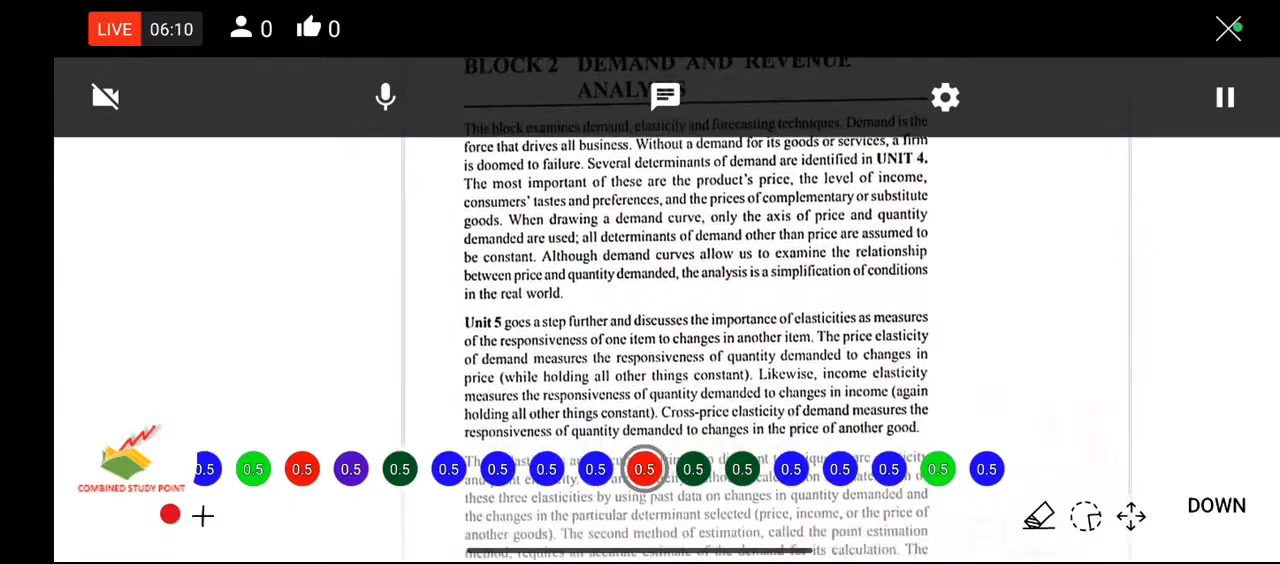 LIVE 06:10 0 0
BLOCK 2 DEMAND AND REVENUE
ANALYSIS
This block examines demand, elasticity and forecasting techniques. Demand is the
force that drives all business. Without a demand for its goods or services, a firm
is doomed to failure. Several determinants of demand are identified in UNIT 4.
The most important of these are the product's price, the level of income,
consumers' tastes and preferences, and the prices of complementary or substitute
goods. When drawing a demand curve, only the axis of price and quantity
demanded are used; all determinants of demand other than price are assumed to
be constant. Although demand curves allow us to examine the relationship
between price and quantity demanded, the analysis is a simplification of conditions
in the real world.
Unit 5 goes a step further and discusses the importance of elasticities as measures
of the responsiveness of one item to changes in another item. The price elasticity
of demand measures the responsiveness of quantity demanded to changes in
price (while holding all other things constant). Likewise, income elasticity
measures the responsiveness of quantity demanded to changes in income (again
holding all other things constant). Cross-price elasticity of demand measures the
responsiveness of quantity demanded to changes in the price of another good.
0.5 0.5 0.5 0.5 0.5 0.5 0.5 0.5 0.5 0.5 0.5 0.5 0.5 0.5 0.5 0.5 0.5
COMBINED STUDY POINT
these three elasticities by using past data on changes in quantity demanded and
the changes in the particular determinant selected (price, income, or the price of
another goods). The second method of estimation, called the point estimation
method, requires an accurate estimate of the demand for its calculation. The
DOWN